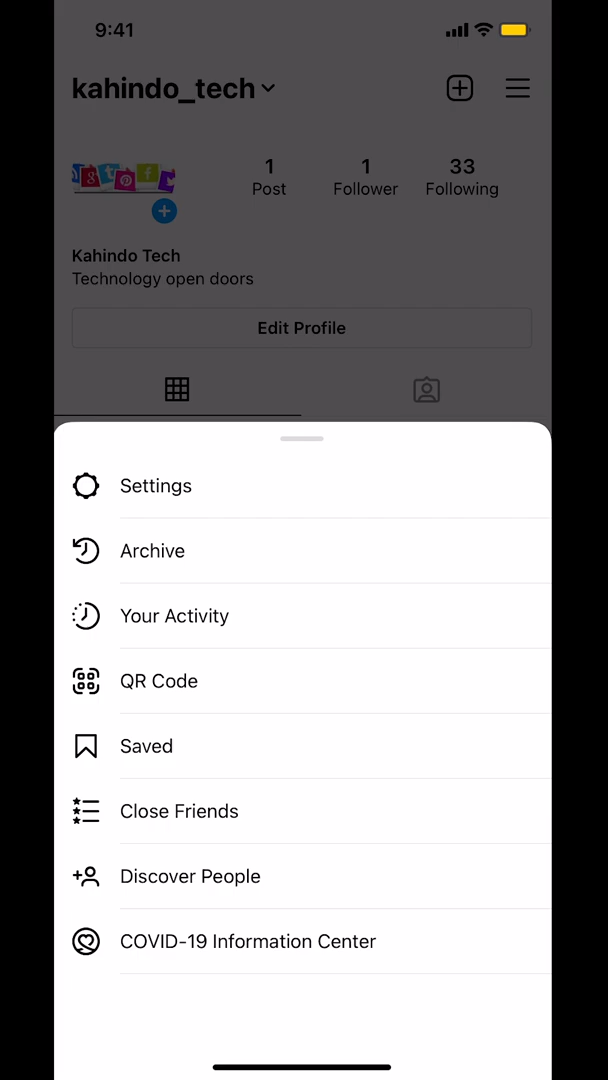 9:41
kahindo_tech
1 1 33
Post Follower Following
Kahindo Tech
Technology open doors
Edit Profile
Settings
Archive
Your Activity
QR Code
Saved
Close Friends
Discover People
COVID-19 Information Center